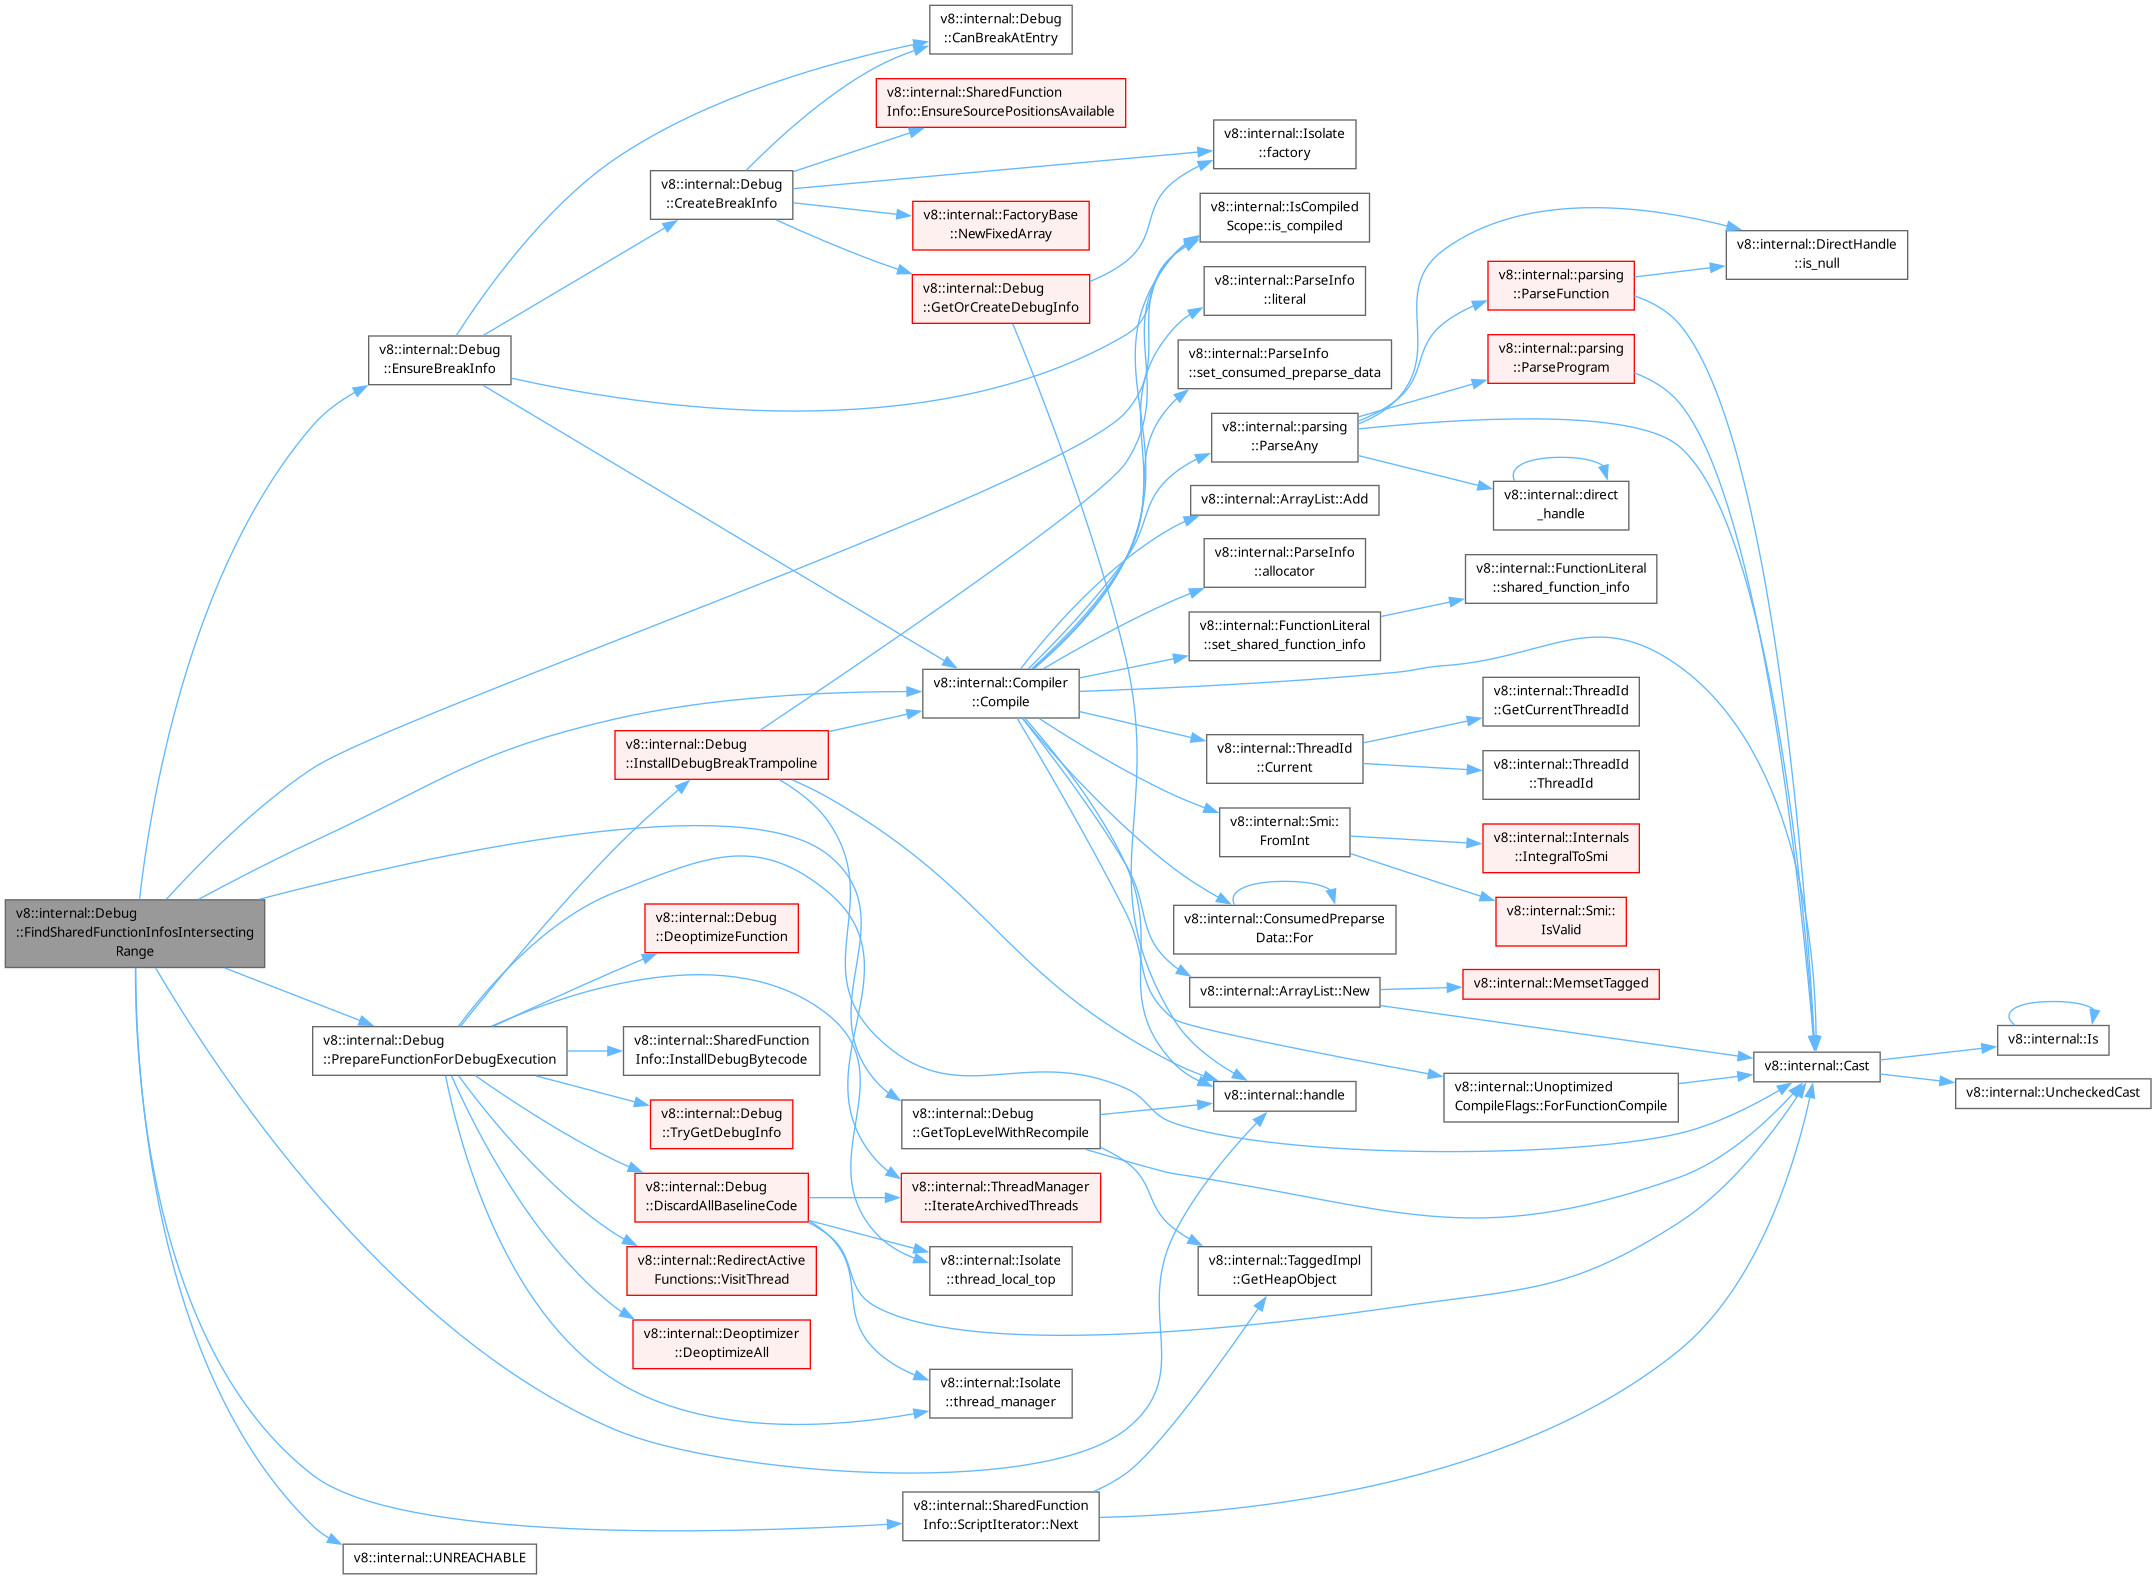 v8::internal::Debug
::CanBreakAtEntry
v8::internal::SharedFunction
Info::EnsureSourcePositionsAvailable
v8::internal::Isolate
::factory
v8::internal::Debug
::CreateBreakInfo
v8::internal::FactoryBase
::NewFixedArray
v8::internal::IsCompiled
Scope::is_compiled
v8::internal::DirectHandle
::is_null
v8::internal::Debug
::GetOrCreateDebugInfo
v8::internal::ParseInfo
::literal
v8::internal::parsing
::ParseFunction
v8::internal::Debug
::EnsureBreakInfo
v8::internal::ParseInfo
::set_consumed_preparse_data
v8::internal::parsing
::ParseProgram
v8::internal::parsing
::ParseAny
v8::internal::ArrayList::Add
v8::internal::direct
_handle
v8::internal::ParseInfo
::allocator
v8::internal::FunctionLiteral
::shared_function_info
v8::internal::FunctionLiteral
::set_shared_function_info
v8::internal::Compiler
::Compile
v8::internal::ThreadId
::GetCurrentThreadId
v8::internal::Debug
::InstallDebugBreakTrampoline
v8::internal::ThreadId
::Current
v8::internal::ThreadId
::ThreadId
v8::internal::Smi::
FromInt
v8::internal::Internals
::IntegralToSmi
v8::internal::Debug
::FindSharedFunctionInfosIntersecting
Range
v8::internal::Debug
::DeoptimizeFunction
v8::internal::ConsumedPreparse
Data::For
v8::internal::Smi::
IsValid
v8::internal::ArrayList::New
v8::internal::MemsetTagged
v8::internal::Debug
::PrepareFunctionForDebugExecution
v8::internal::SharedFunction
Info::InstallDebugBytecode
v8::internal::Is
v8::internal::Cast
v8::internal::UncheckedCast
v8::internal::handle
v8::internal::Unoptimized
CompileFlags::ForFunctionCompile
v8::internal::Debug
::TryGetDebugInfo
v8::internal::Debug
::GetTopLevelWithRecompile
v8::internal::Debug
::DiscardAllBaselineCode
v8::internal::ThreadManager
::IterateArchivedThreads
v8::internal::RedirectActive
Functions::VisitThread
v8::internal::Isolate
::thread_local_top
v8::internal::TaggedImpl
::GetHeapObject
v8::internal::Deoptimizer
::DeoptimizeAll
v8::internal::Isolate
::thread_manager
v8::internal::SharedFunction
Info::ScriptIterator::Next
v8::internal::UNREACHABLE